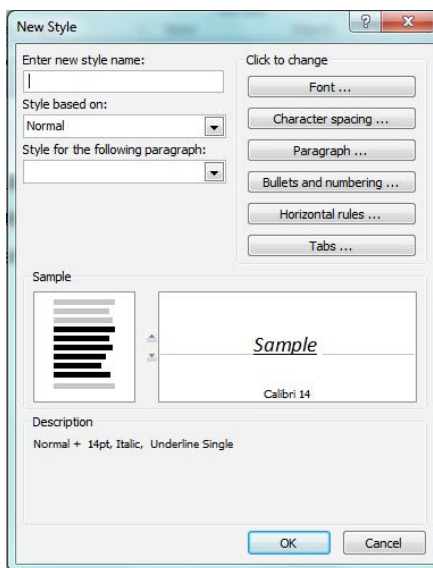 New Style
Enter new style name:
Style based on:
Normal
Style for the following paragraph:
Click to change
Font ...
Character spacing ...
Paragraph ...
Bullets and numbering ...
Horizontal rules ...
Tabs ...
Sample
Sample
Calibri 14
Description
Normal + 14pt, Italic, Underline Single
OK
Cancel